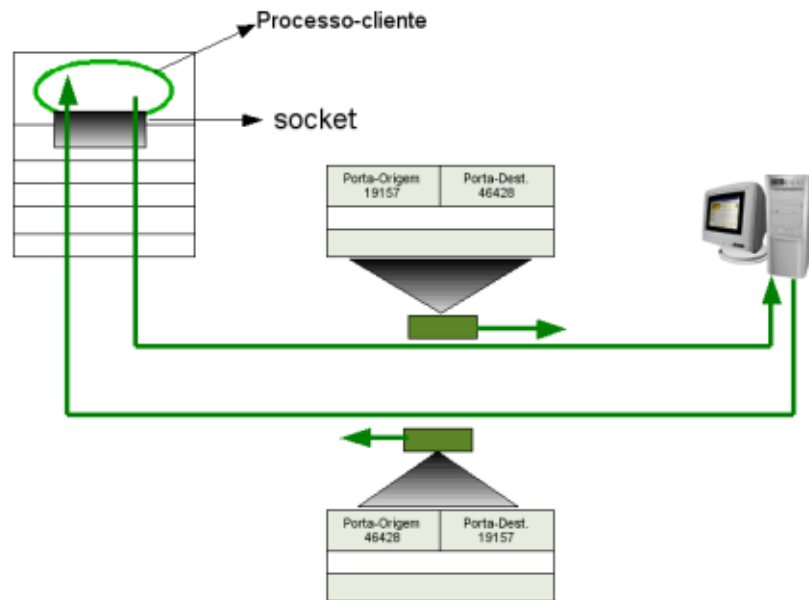 Processo-cliente
socket
Porta-Origem
19157
Porta-Dest.
46428
Porta-Origem
46428
Porta-Dest.
19157